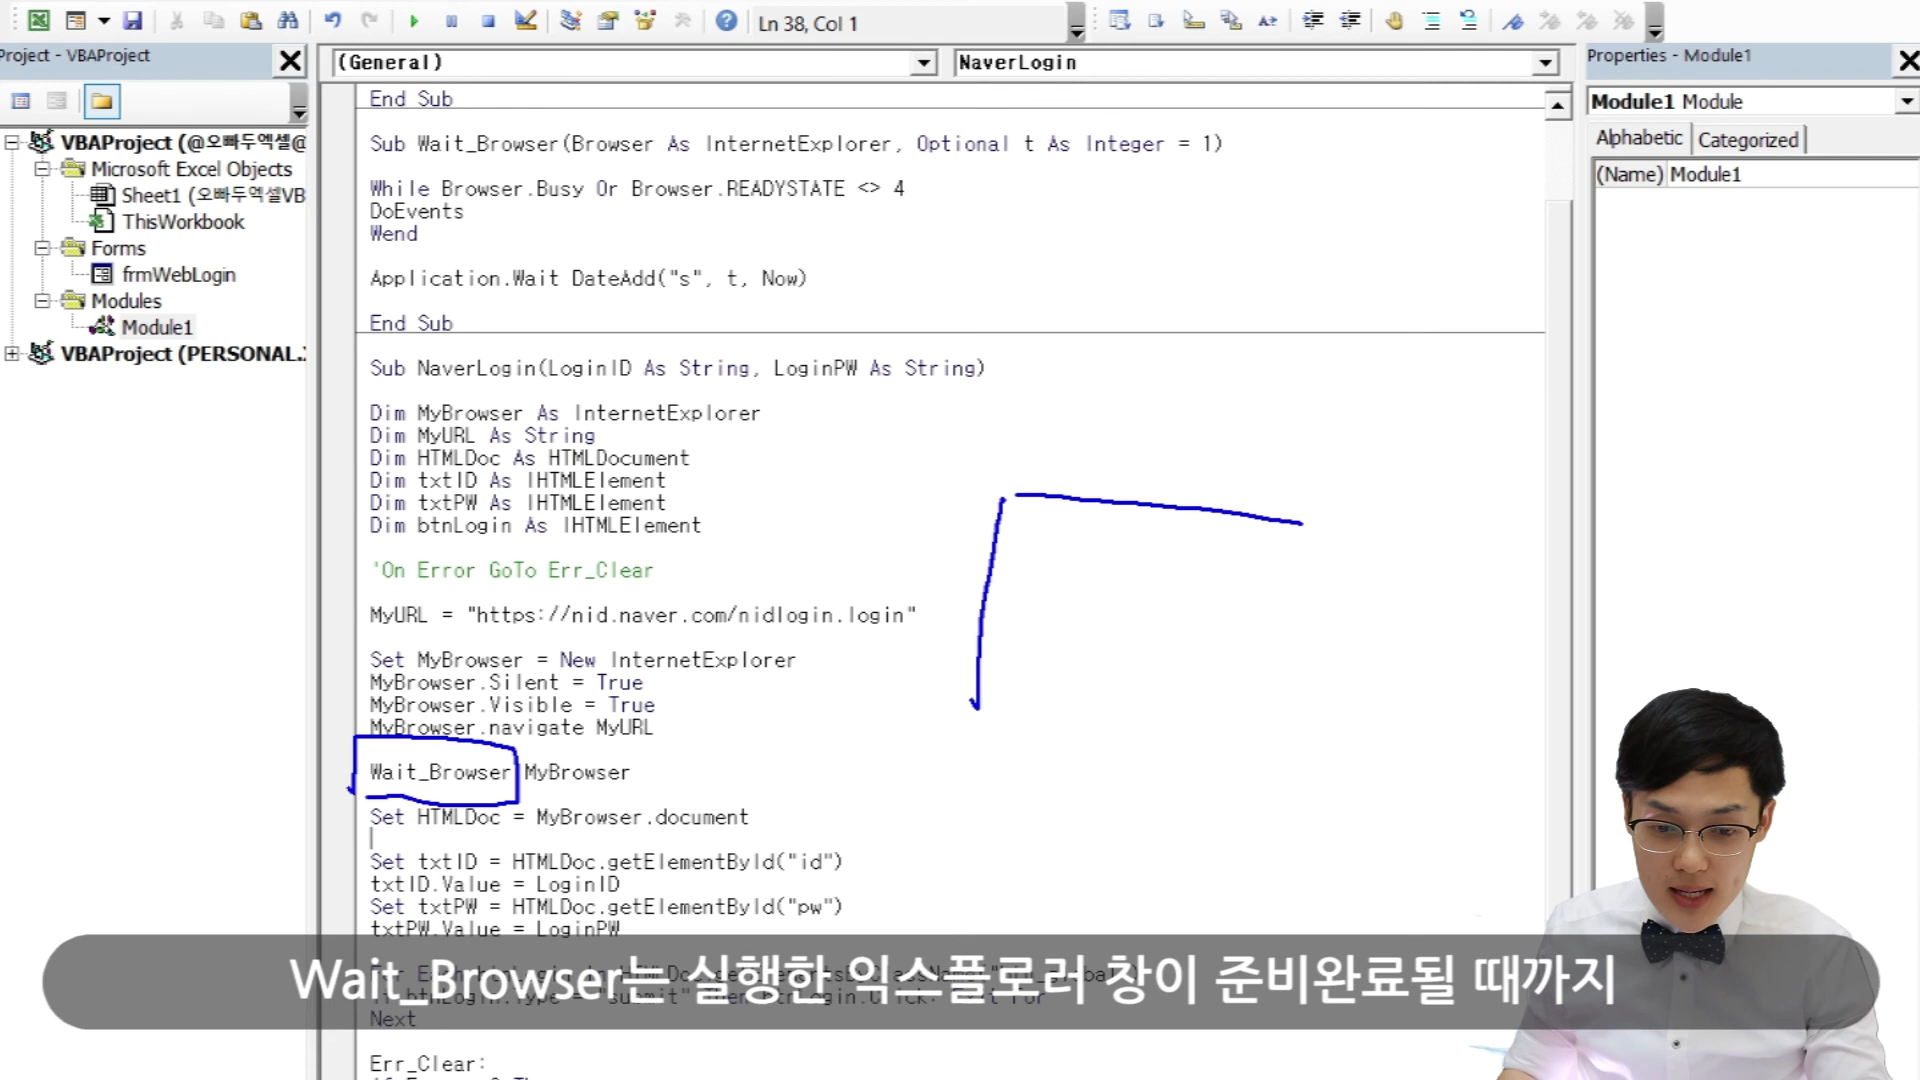 Ln 38, Col 1
Project - VBAProject
VBAProject (@오빠두엑셀@
Microsoft Excel Objects
Sheet1 (오빠두엑셀VB
ThisWorkbook
Forms
frmWebLogin
Modules
Module1
VBAProject (PERSONAL.
(General)
NaverLogin
End Sub
Sub Wait_Browser(Browser As InternetExplorer, Optional t As Integer = 1)
While Browser.Busy Or Browser.READYSTATE <> 4
DoEvents
Wend
Application.Wait DateAdd("s", t, Now)
End Sub
Sub NaverLogin(LoginID As String, LoginPW As String)
Dim MyBrowser As InternetExplorer
Dim MyURL As String
Dim HTMLDoc As HTMLDocument
Dim txtID As IHTMLElement
Dim txtPW As IHTMLElement
Dim btnLogin As IHTMLElement
'On Error GoTo Err_Clear
MyURL = "https://nid.naver.com/nidlogin.login"
Set MyBrowser = New InternetExplorer
MyBrowser.Silent = True
MyBrowser.Visible = True
MyBrowser.navigate MyURL
Wait_Browser MyBrowser
Set HTMLDoc = MyBrowser.document
Set txtID = HTMLDoc.getElementById("id")
txtID.Value = LoginID
Set txtPW = HTMLDoc.getElementById("pw")
txtPW.Value = LoginPW
Wait_Browser는 실행한 익스플로러 창이 준비완료될 때까지
Next
Err_Clear:
Properties - Module1
Module1 Module
Alphabetic Categorized
(Name) Module1